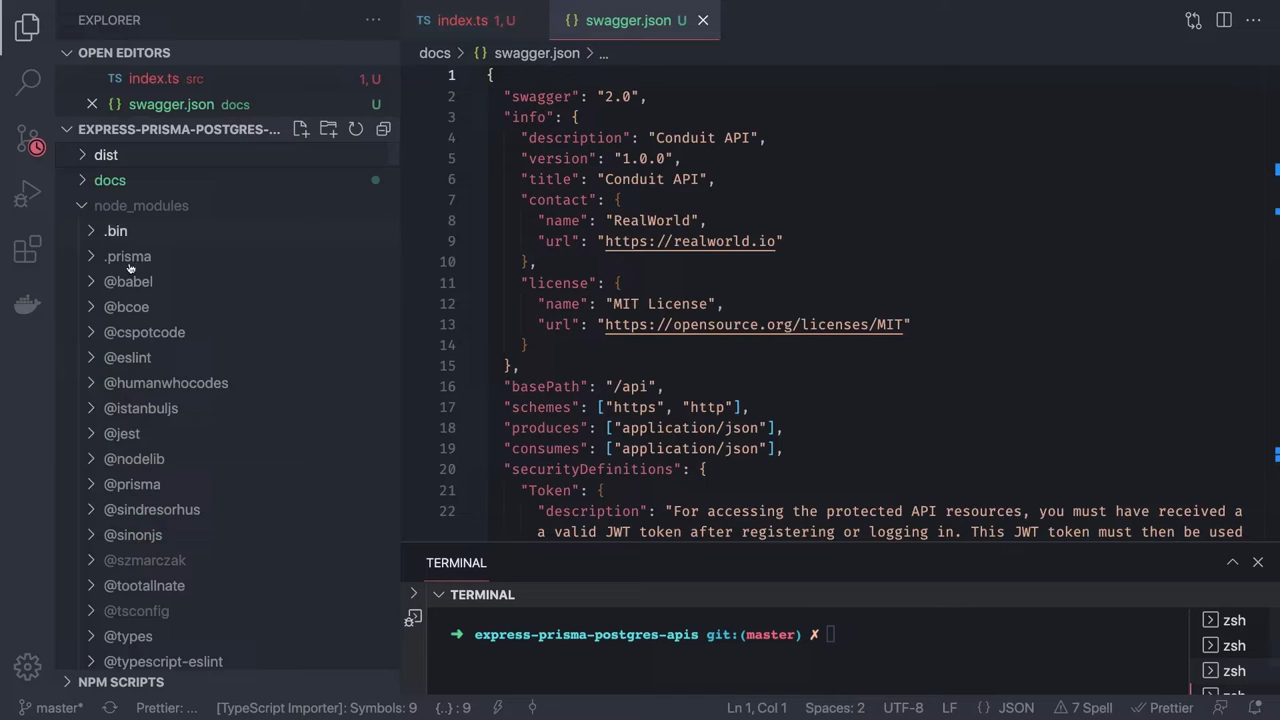 EXPLORER
OPEN EDITORS
TS index.ts src 1, U
{} swagger.json docs U
EXPRESS-PRISMA-POSTGRES-...
dist
docs
node_modules
.bin
.prisma
@babel
@bcoe
@cspotcode
@eslint
@humanwhocodes
@istanbuljs
@jest
@nodelib
@prisma
@sindresorhus
@sinonjs
@szmarczak
@tootallnate
@tsconfig
@types
@typescript-eslint
NPM SCRIPTS
TS index.ts 1, U {} swagger.json U
docs > {} swagger.json > ...
1 {
2 "swagger": "2.0",
3 "info": {
4 "description": "Conduit API",
5 "version": "1.0.0",
6 "title": "Conduit API",
7 "contact": {
8 "name": "RealWorld",
9 "url": "https://realworld.io"
10 },
11 "license": {
12 "name": "MIT License",
13 "url": "https://opensource.org/licenses/MIT"
14 }
15 },
16 "basePath": "/api",
17 "schemes": ["https", "http"],
18 "produces": ["application/json"],
19 "consumes": ["application/json"],
20 "securityDefinitions": {
21 "Token": {
22 "description": "For accessing the protected API resources, you must have received a
a valid JWT token after registering or logging in. This JWT token must then be used
TERMINAL
TERMINAL
➜ express-prisma-postgres-apis git:(master) ✗
zsh
zsh
zsh
master* Prettier: ... [TypeScript Importer]: Symbols: 9 {..} : 9 Ln 1, Col 1 Spaces: 2 UTF-8 LF {} JSON 7 Spell Prettier